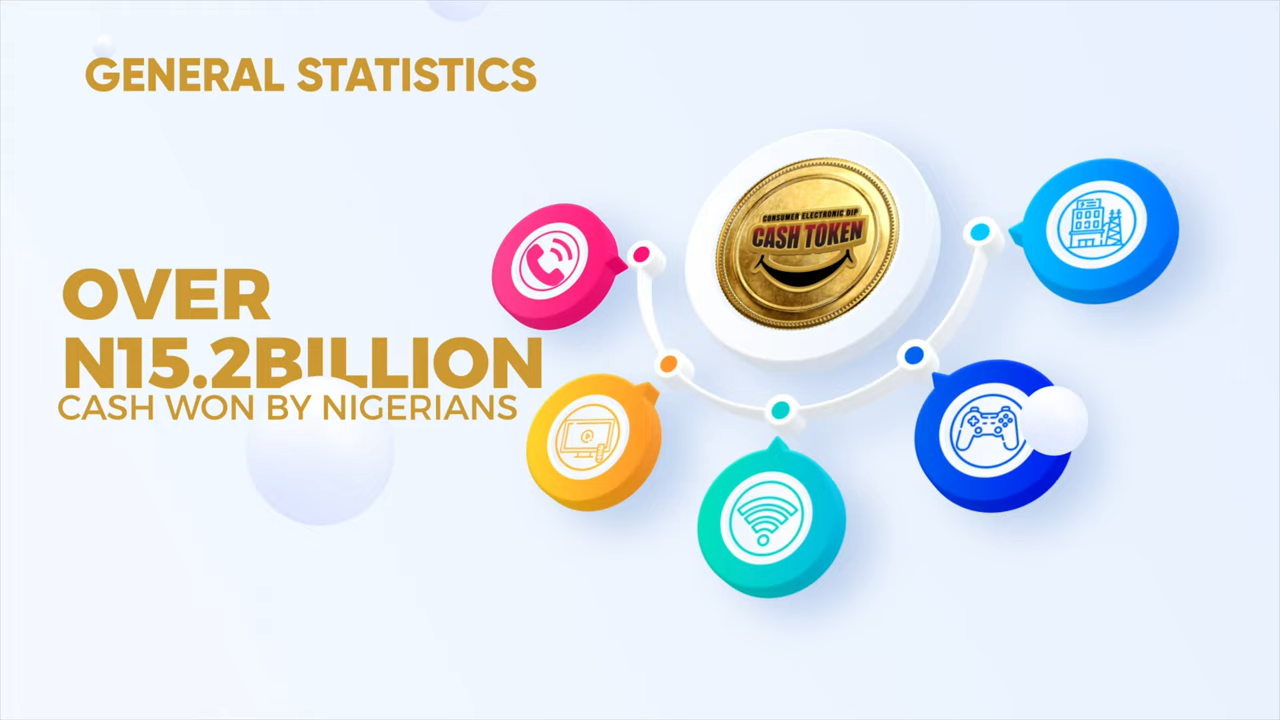 GENERAL STATISTICS
OVER
N15.2BILLION
CASH WON BY NIGERIANS
CONSUMER ELECTRONIC DIP
CASH TOKEN